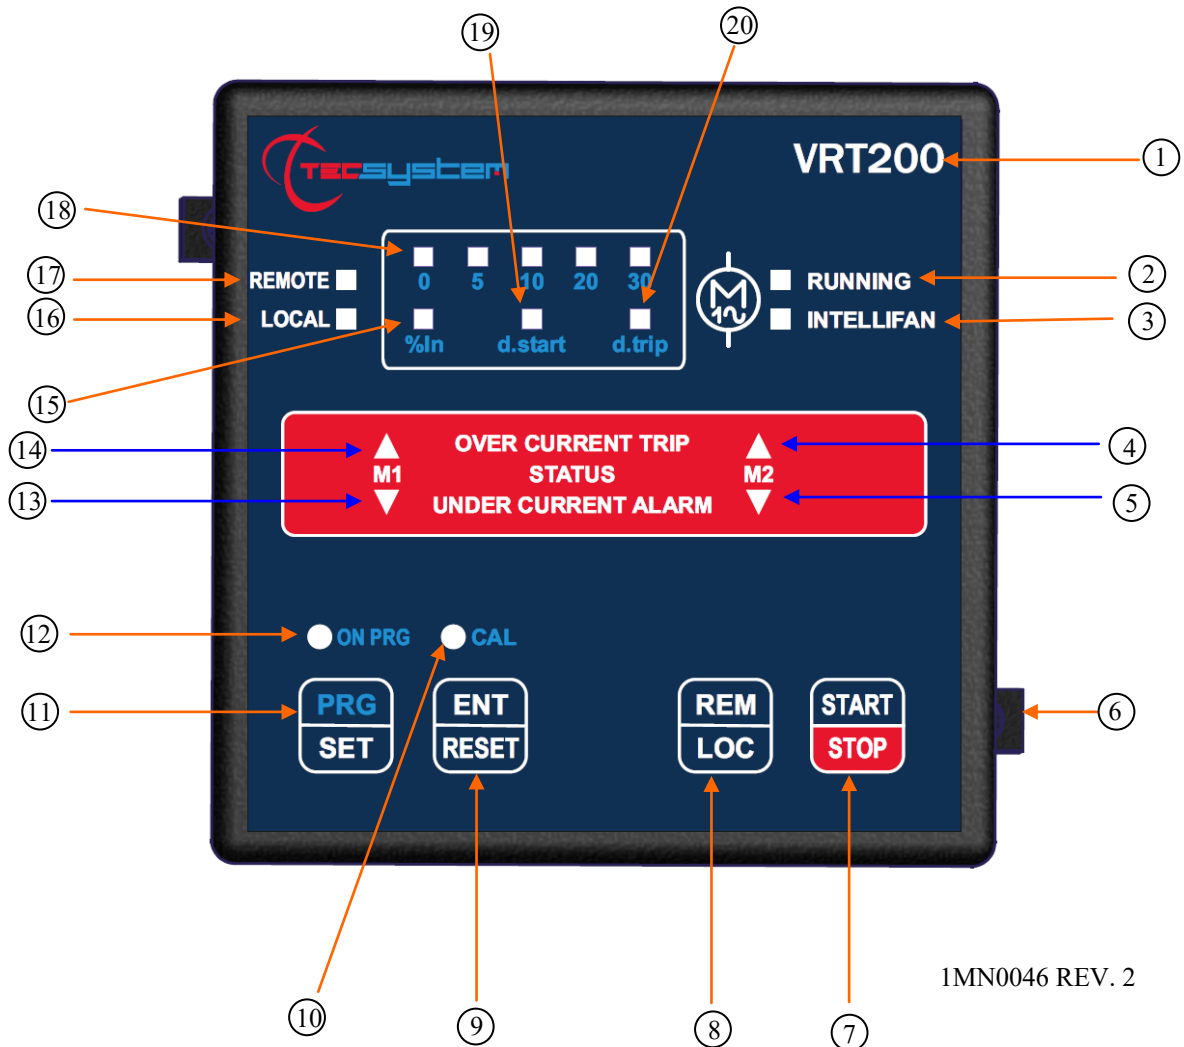 19
20
TECSYSTEM
VRT200
1
18
17
REMOTE
0 5 10 20 30
RUNNING
2
16
LOCAL
%In d.start d.trip
INTELLIFAN
3
M
15
14
OVER CURRENT TRIP
4
M1 STATUS M2
13
UNDER CURRENT ALARM
5
12
ON PRG CAL
11
PRG
SET
ENT
RESET
REM
LOC
START
STOP
6
1MN0046 REV. 2
10
9
8
7